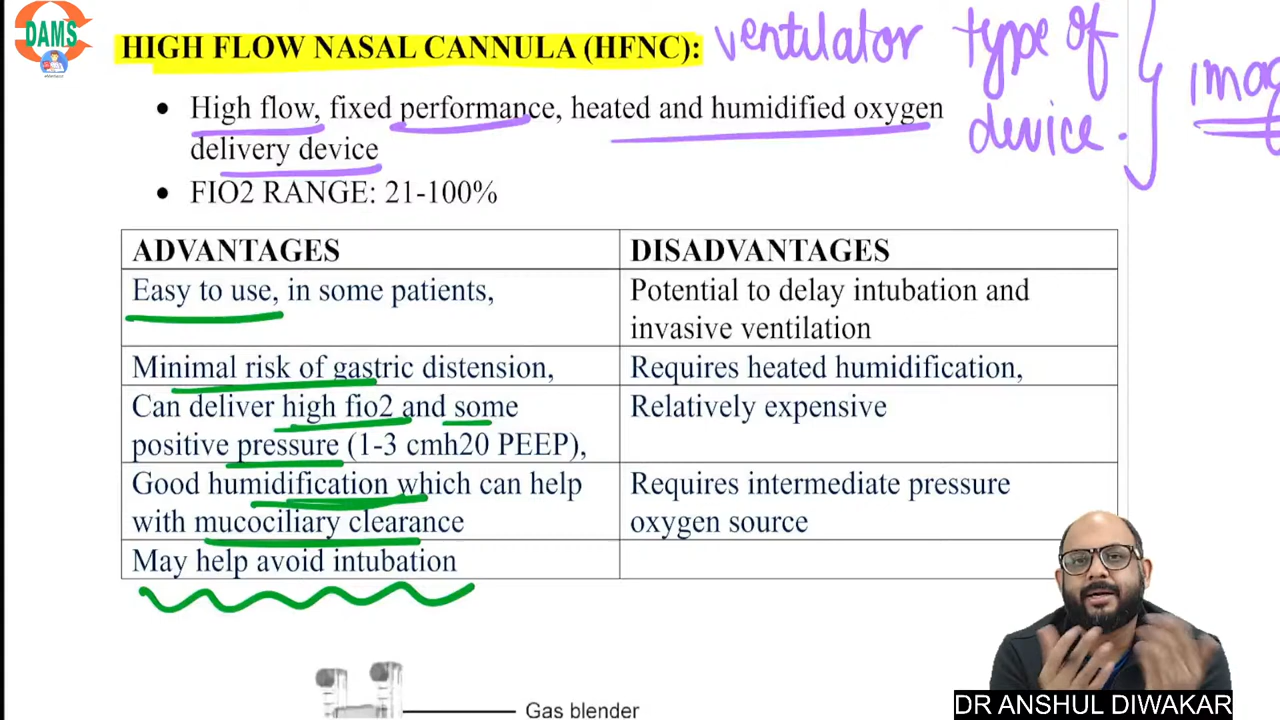 DAMS
HIGH FLOW NASAL CANNULA (HFNC):
ventilator type of
device.
• High flow, fixed performance, heated and humidified oxygen
delivery device
• FIO2 RANGE: 21-100%
ADVANTAGES
DISADVANTAGES
Easy to use, in some patients,
Potential to delay intubation and
invasive ventilation
Minimal risk of gastric distension,
Requires heated humidification,
Can deliver high fio2 and some
positive pressure (1-3 cmh20 PEEP),
Relatively expensive
Good humidification which can help
with mucociliary clearance
Requires intermediate pressure
oxygen source
May help avoid intubation
Gas blender
DR ANSHUL DIWAKAR